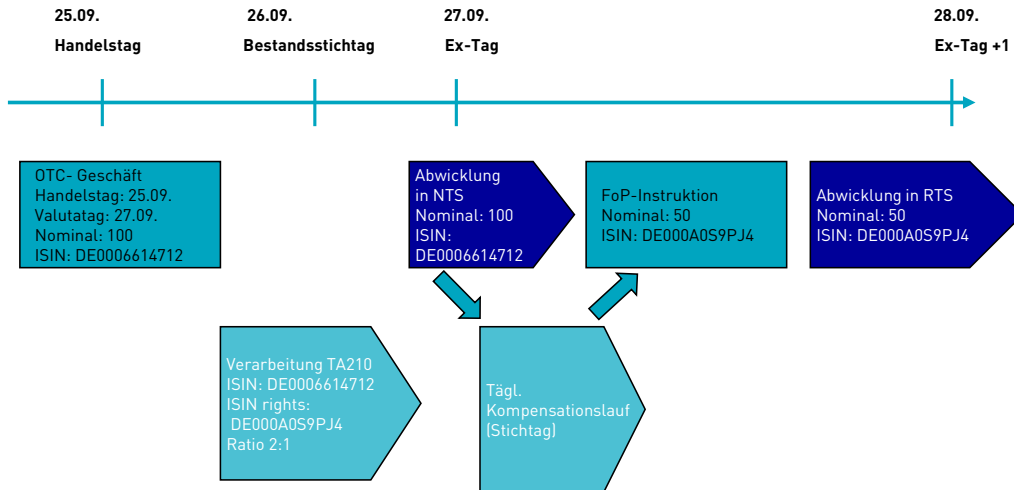 25.09.
Handelstag
26.09.
Bestandsstichtag
27.09.
Ex-Tag
28.09.
Ex-Tag +1
OTC- Geschäft
Handelstag: 25.09.
Valutatag: 27.09.
Nominal: 100
ISIN: DE0006614712
Abwicklung
in NTS
Nominal: 100
ISIN:
DE0006614712
FoP-Instruktion
Nominal: 50
ISIN: DE000A0S9PJ4
Abwicklung in RTS
Nominal: 50
ISIN: DE000A0S9PJ4
Verarbeitung TA210
ISIN: DE0006614712
ISIN rights:
DE000A0S9PJ4
Ratio 2:1
Tägl.
Kompensationslauf
(Stichtag)